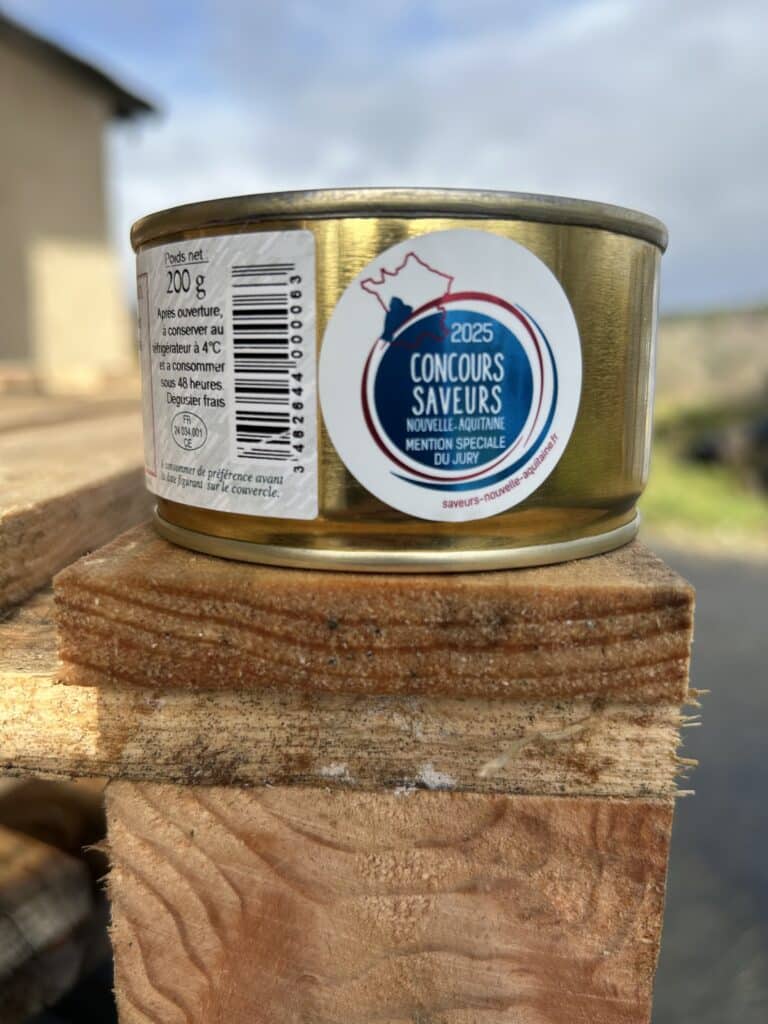 Poids net
200 g
Après ouverture,
à conserver au
réfrigérateur à 4°C
et a consommer
sous 48 heures.
Deguster frais
FR
24 034 001
CE
consommer de préférence avant
la date figurant sur le couvercle.
3 482644 000063
2025
CONCOURS
SAVEURS
NOUVELLE-AQUITAINE
MENTION SPECIALE
DU JURY
saveurs-nouvelle-aquitaine.fr